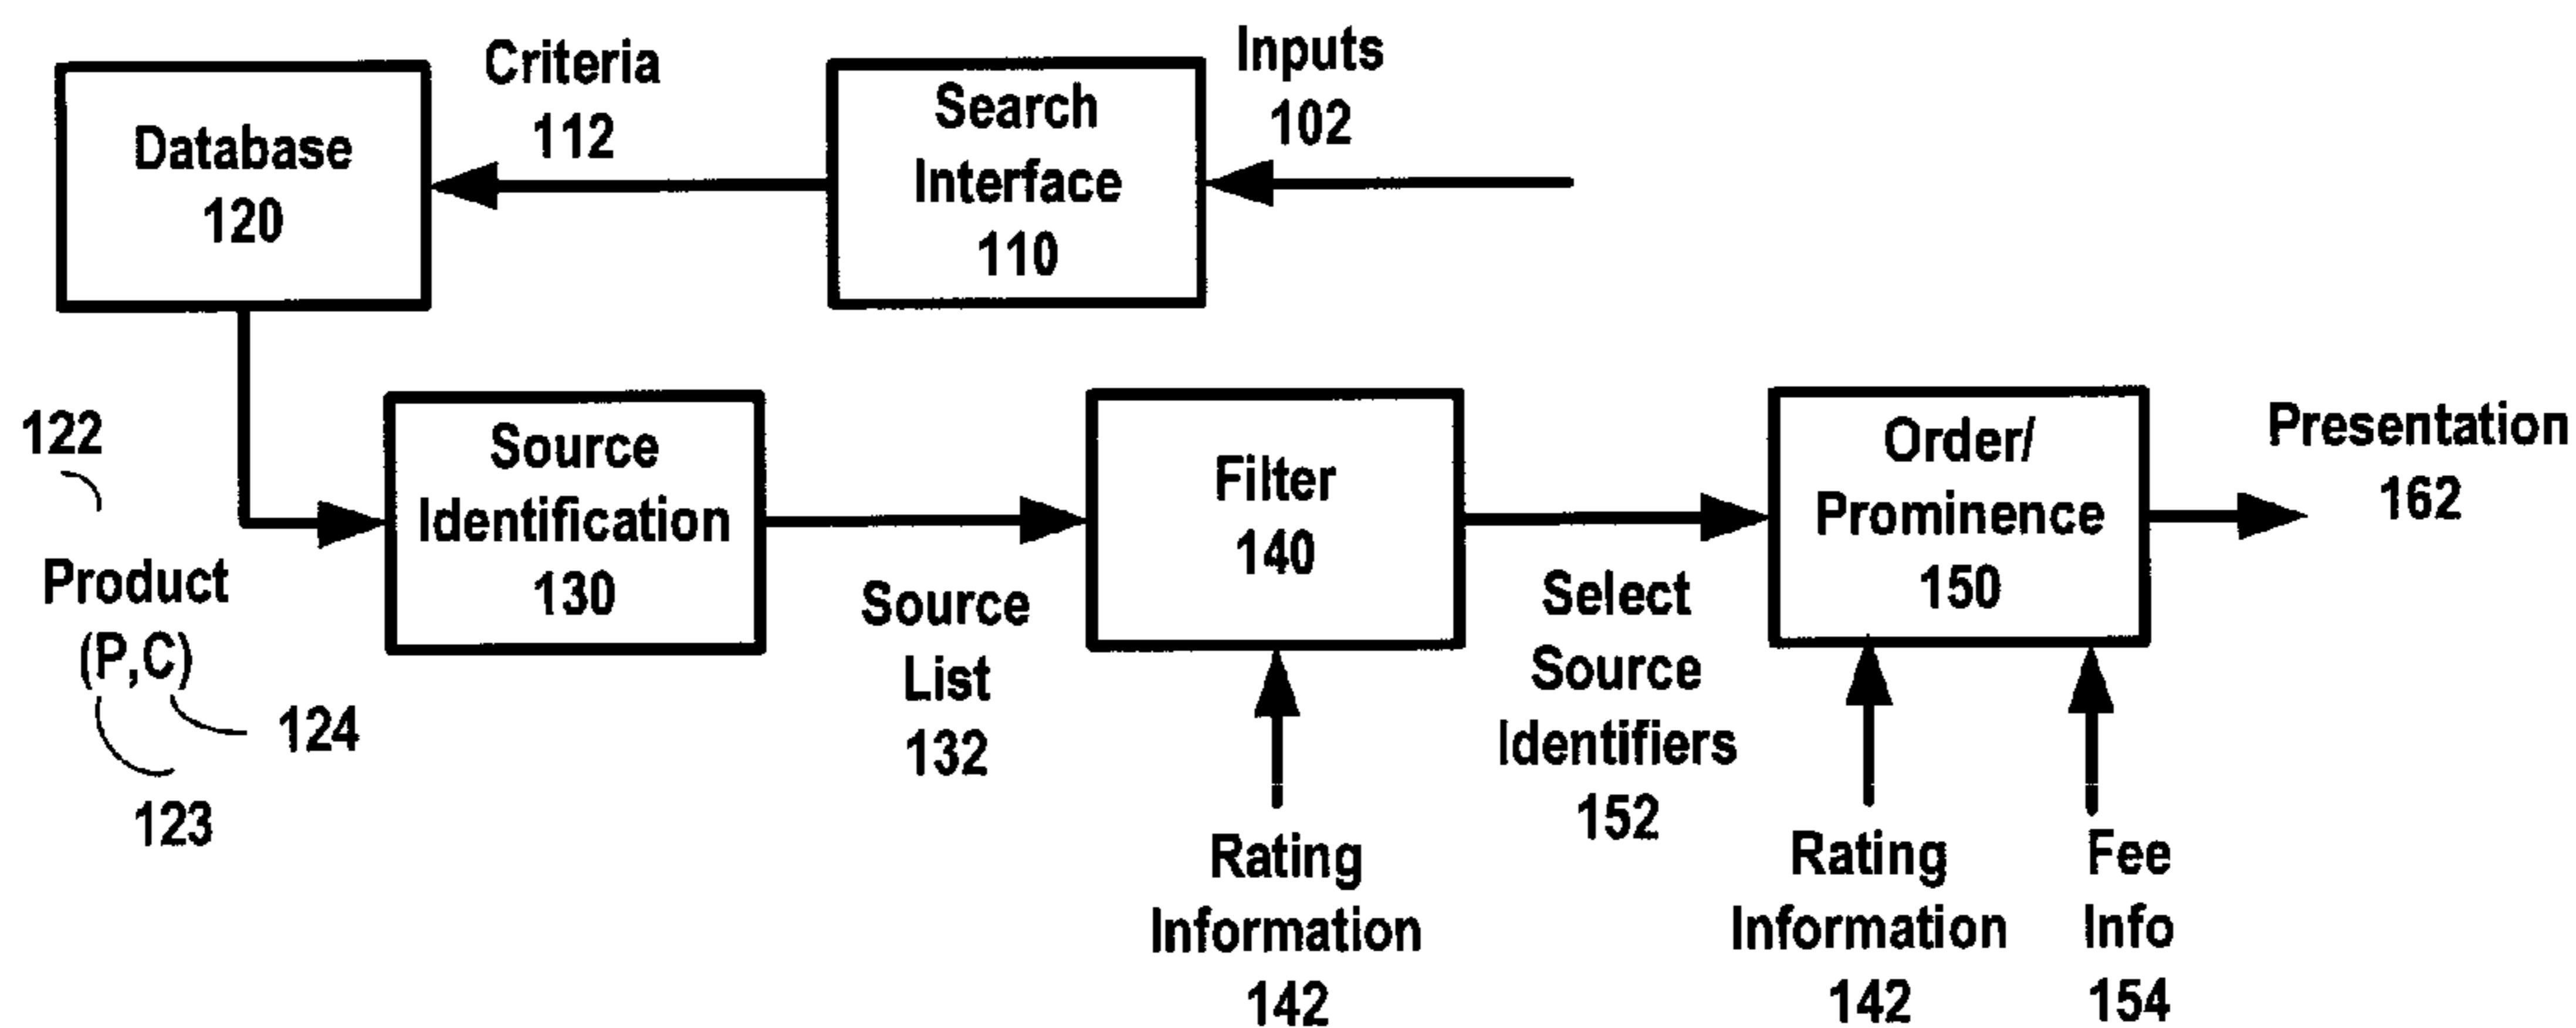 Criteria
112
Inputs
102
Database
120
Search
Interface
110
122
Product
(P,C)
124
123
Source
Identification
130
Source
List
132
Filter
140
Rating
Information
142
Select
Source
Identifiers
152
Order/
Prominence
150
Rating
Information
142
Fee
Info
154
Presentation
162